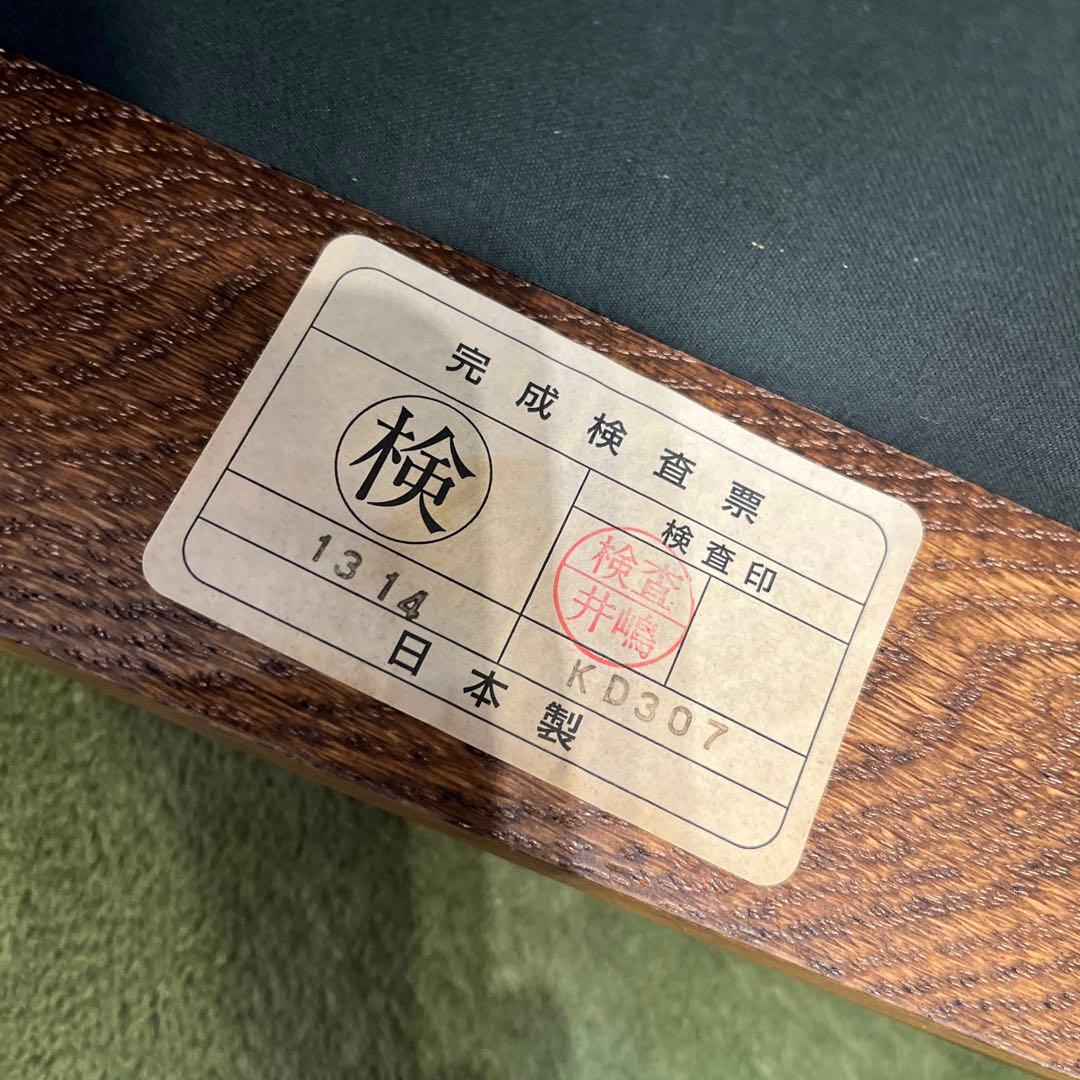 完成検査票
検
検査印
検査
井嶋
1314
KD307
日本製